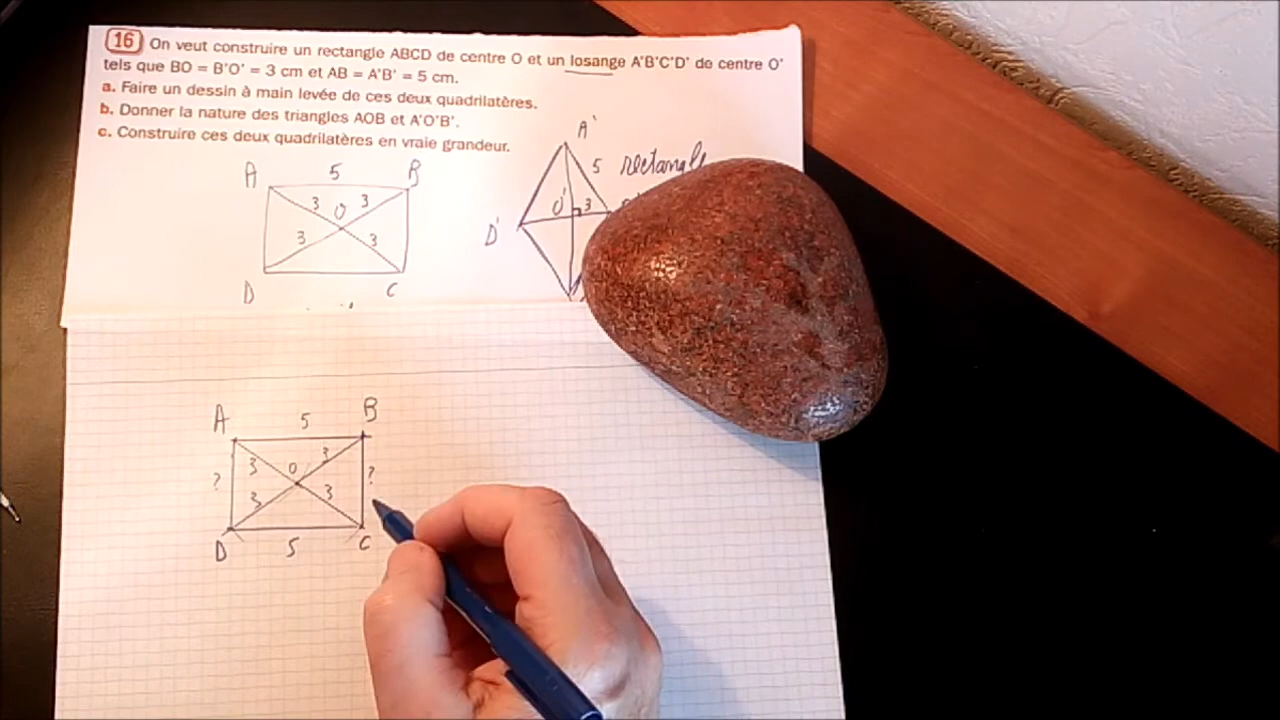 16 On veut construire un rectangle ABCD de centre O et un losange A'B'C'D' de centre O'
tels que BO = B'O' = 3 cm et AB = A'B' = 5 cm.
a. Faire un dessin à main levée de ces deux quadrilatères.
b. Donner la nature des triangles AOB et A'O'B'.
c. Construire ces deux quadrilatères en vraie grandeur.
A 5 B
3 O 3
3 3
D C
A'
5 rectangle
O' 3
D'
A 5 B
3 O 3
? ?
3 3
D 5 C